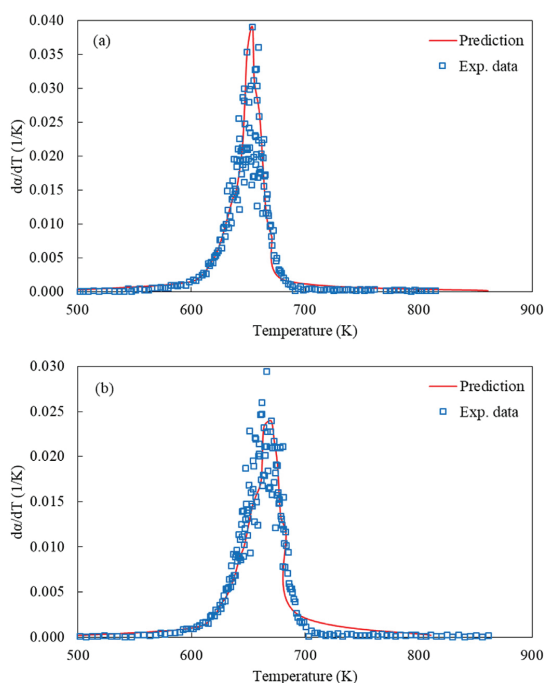 (a)
Prediction
Exp. data
dα/dT (1/K)
0.040
0.035
0.030
0.025
0.020
0.015
0.010
0.005
0.000
500 600 700 800 900
Temperature (K)
(b)
Prediction
Exp. data
dα/dT (1/K)
0.030
0.025
0.020
0.015
0.010
0.005
0.000
500 600 700 800 900
Temperature (K)